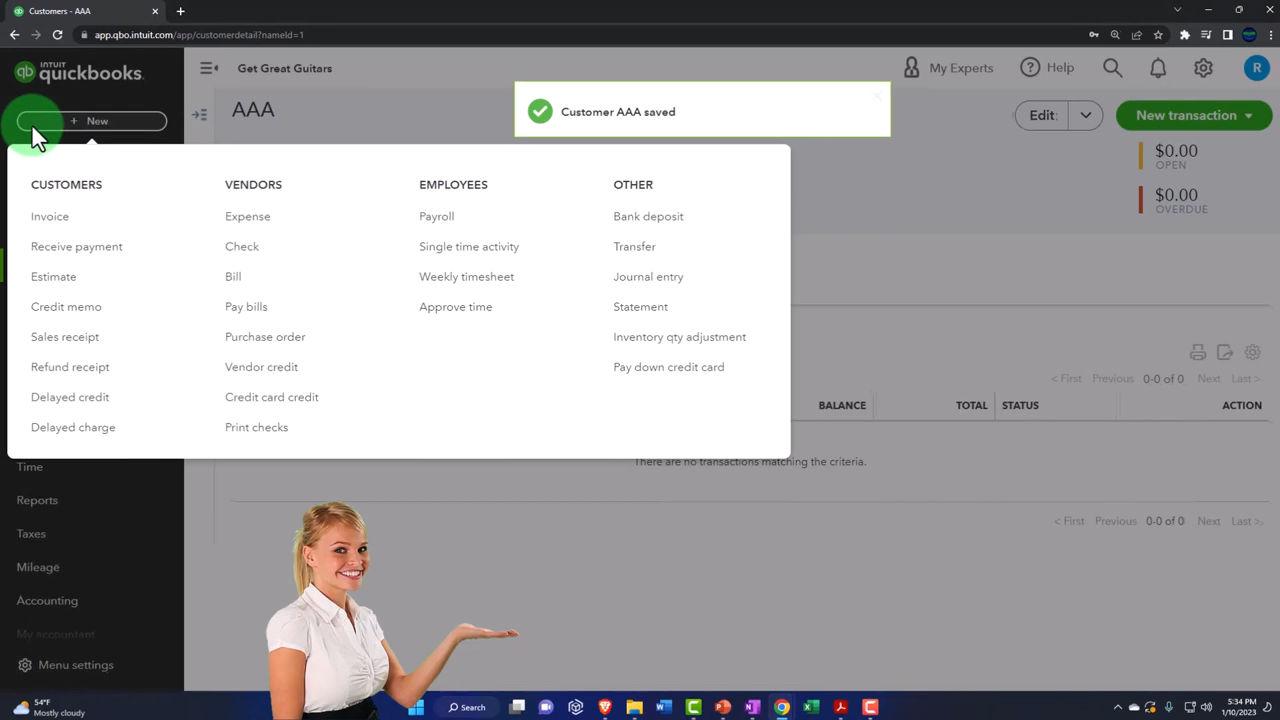 Customers - AAA
app.qbo.intuit.com/app/customerdetail?nameId=1
INTUIT
quickbooks.
Get Great Guitars
My Experts
Help
R
+ New
AAA
Customer AAA saved
Edit
New transaction
$0.00
OPEN
$0.00
OVERDUE
CUSTOMERS
Invoice
Receive payment
Estimate
Credit memo
Sales receipt
Refund receipt
Delayed credit
Delayed charge
VENDORS
Expense
Check
Bill
Pay bills
Purchase order
Vendor credit
Credit card credit
Print checks
EMPLOYEES
Payroll
Single time activity
Weekly timesheet
Approve time
OTHER
Bank deposit
Transfer
Journal entry
Statement
Inventory qty adjustment
Pay down credit card
< First Previous 0-0 of 0 Next Last >
BALANCE TOTAL STATUS ACTION
There are no transactions matching the criteria.
< First Previous 0-0 of 0 Next Last >
Time
Reports
Taxes
Mileage
Accounting
My accountant
Menu settings
54°F
Mostly cloudy
Search
5:34 PM
1/10/2023